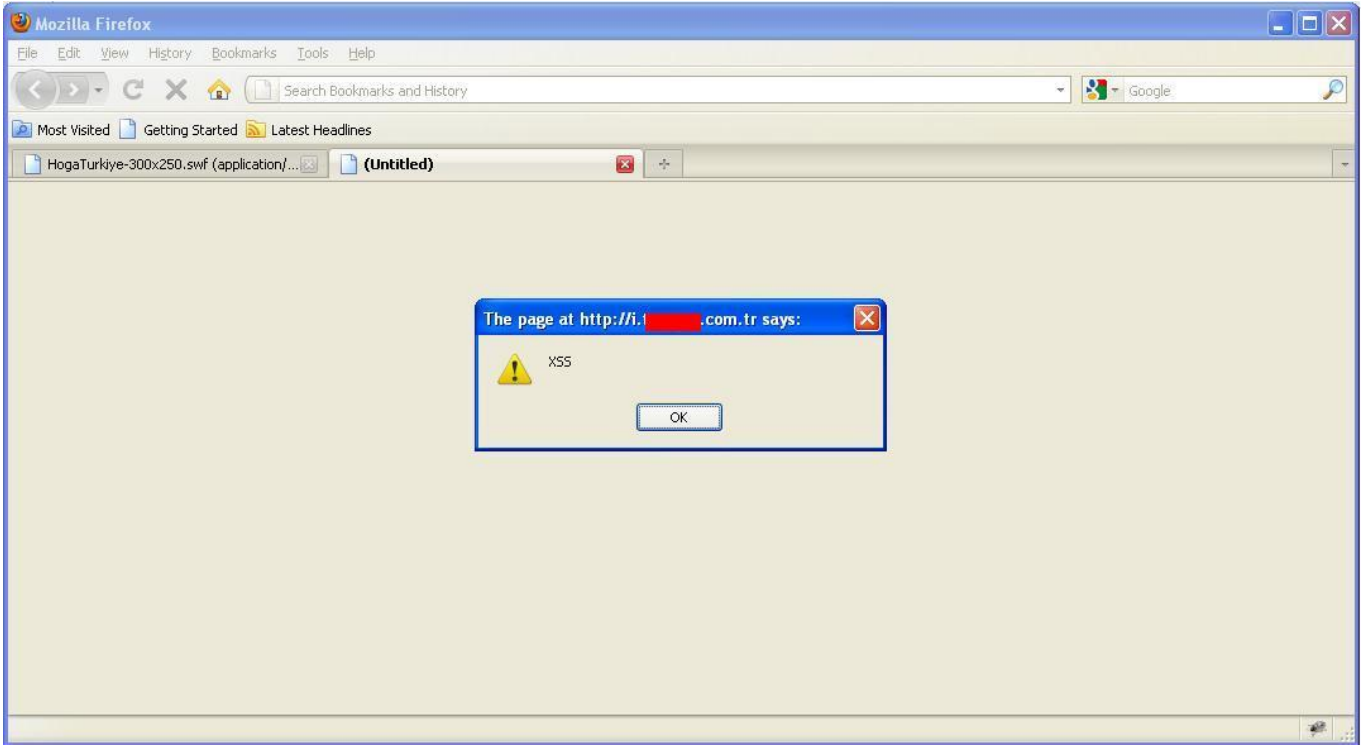 Mozilla Firefox
File Edit View History Bookmarks Tools Help
Search Bookmarks and History
Google
Most Visited Getting Started Latest Headlines
HogaTurkiye-300x250.swf (application/...
(Untitled)
The page at http://i. .com.tr says:
XSS
OK